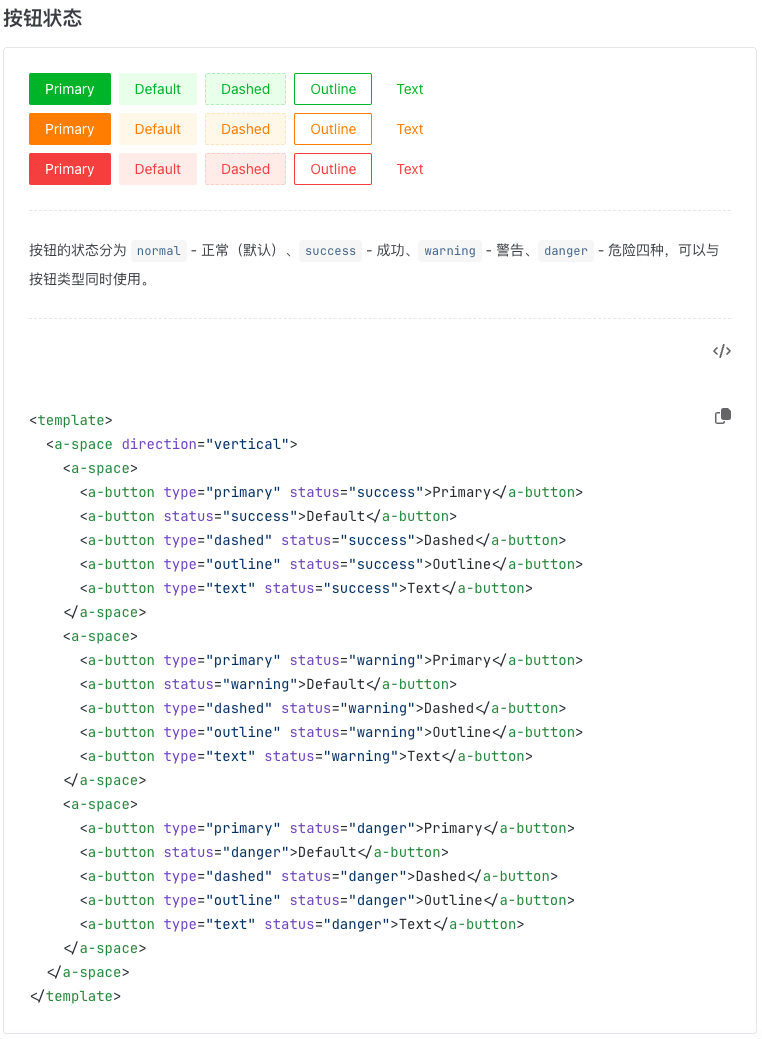 按钮状态
Primary Default Dashed Outline Text
Primary Default Dashed Outline Text
Primary Default Dashed Outline Text
按钮的状态分为 normal - 正常（默认）、success - 成功、warning - 警告、danger - 危险四种，可以与
按钮类型同时使用。
<template>
  <a-space direction="vertical">
    <a-space>
      <a-button type="primary" status="success">Primary</a-button>
      <a-button status="success">Default</a-button>
      <a-button type="dashed" status="success">Dashed</a-button>
      <a-button type="outline" status="success">Outline</a-button>
      <a-button type="text" status="success">Text</a-button>
    </a-space>
    <a-space>
      <a-button type="primary" status="warning">Primary</a-button>
      <a-button status="warning">Default</a-button>
      <a-button type="dashed" status="warning">Dashed</a-button>
      <a-button type="outline" status="warning">Outline</a-button>
      <a-button type="text" status="warning">Text</a-button>
    </a-space>
    <a-space>
      <a-button type="primary" status="danger">Primary</a-button>
      <a-button status="danger">Default</a-button>
      <a-button type="dashed" status="danger">Dashed</a-button>
      <a-button type="outline" status="danger">Outline</a-button>
      <a-button type="text" status="danger">Text</a-button>
    </a-space>
  </a-space>
</template>